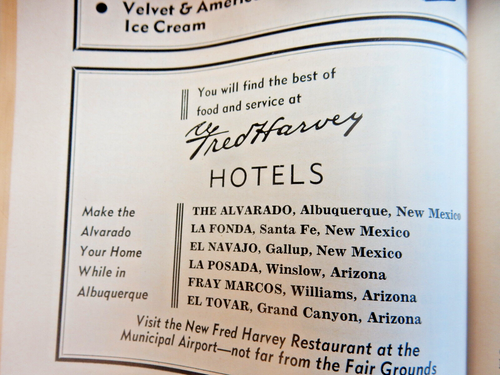 Velvet &
Ice Cream
You will find the best of
food and service at
Fred Harvey
HOTELS
Make the
Alvarado
Your Home
While in
Albuquerque
THE ALVARADO, Albuquerque, New Mexico
LA FONDA, Santa Fe, New Mexico
EL NAVAJO, Gallup, New Mexico
LA POSADA, Winslow, Arizona
FRAY MARCOS, Williams, Arizona
EL TOVAR, Grand Canyon, Arizona
Visit the New Fred Harvey Restaurant at the
Municipal Airport—not far from the Fair Grounds